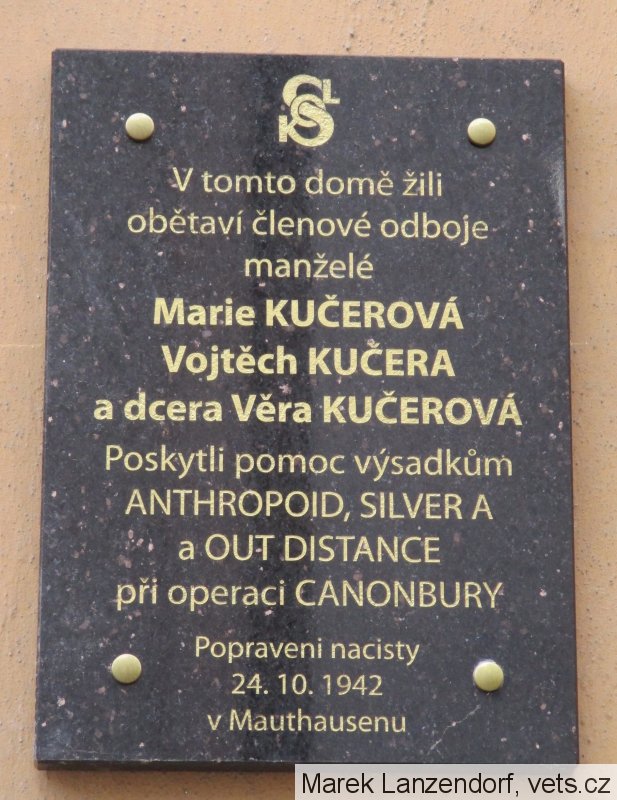 V tomto domě žili
obětaví členové odboje
manželé
Marie KUČEROVÁ
Vojtěch KUČERA
a dcera Věra KUČEROVÁ
Poskytli pomoc výsadkům
ANTHROPOID, SILVER A
a OUT DISTANCE
při operaci CANONBURY
Popraveni nacisty
24. 10. 1942
v Mauthausenu
Marek Lanzendorf, vets.cz